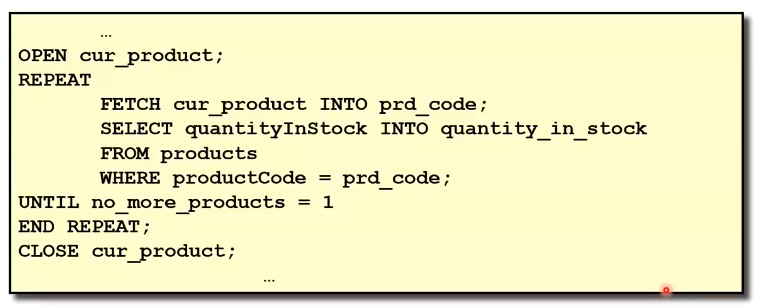 …
OPEN cur_product;
REPEAT
FETCH cur_product INTO prd_code;
SELECT quantityInStock INTO quantity_in_stock
FROM products
WHERE productCode = prd_code;
UNTIL no_more_products = 1
END REPEAT;
CLOSE cur_product;
…